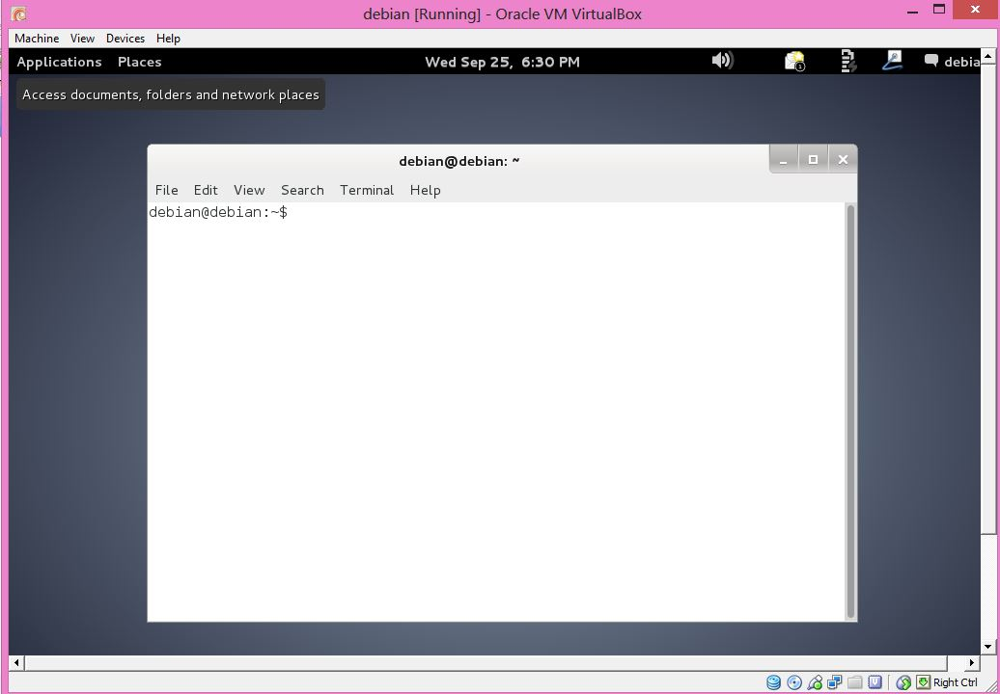 debian [Running] - Oracle VM VirtualBox
Machine View Devices Help
Applications Places Wed Sep 25, 6:30 PM debia
Access documents, folders and network places
debian@debian: ~
File Edit View Search Terminal Help
debian@debian:~$
Right Ctrl